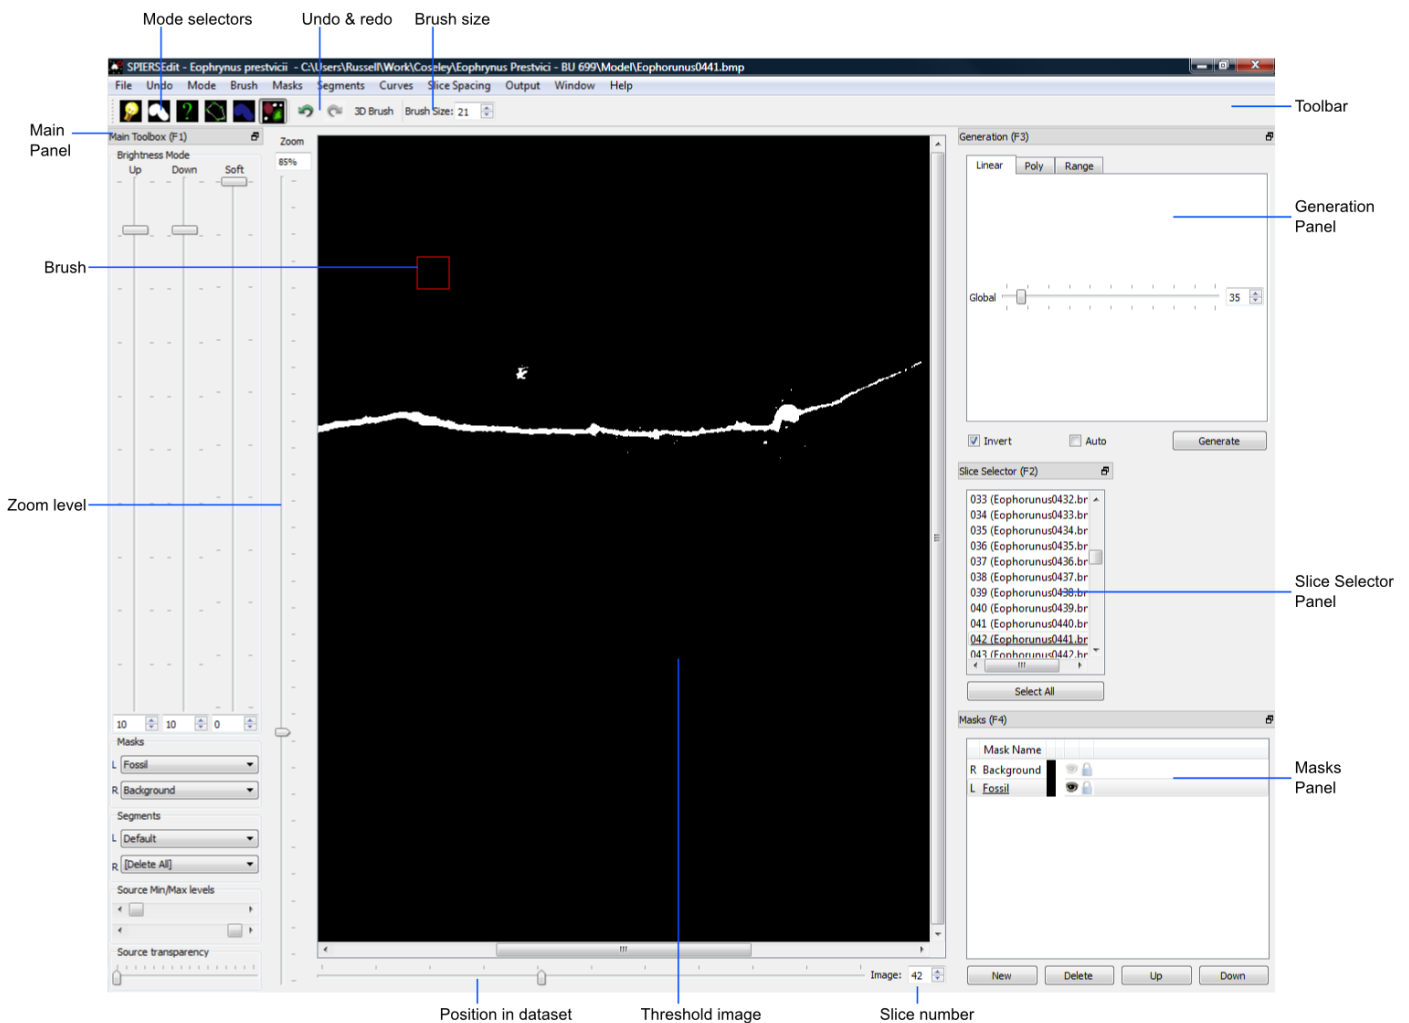 Mode selectors
Undo & redo
Brush size
SPIERSEdit - Eophrynus prestvicii - C:\Users\Russell\Work\Coseley\Eophrynus Prestvici - BU 699\Model\Eophorunus0441.bmp
File Undo Mode Brush Masks Segments Curves Slice Spacing Output Window Help
3D Brush Brush Size: 21
Toolbar
Main
Panel
Main Toolbox (F1)
Brightness Mode
Up Down Soft
Zoom
85%
Generation (F3)
Linear Poly Range
Generation
Panel
Brush
Global 35
Invert Auto Generate
Slice Selector (F2)
033 (Eophorunus0432.br
034 (Eophorunus0433.br
035 (Eophorunus0434.br
036 (Eophorunus0435.br
037 (Eophorunus0436.br
038 (Eophorunus0437.br
039 (Eophorunus0438.br
040 (Eophorunus0439.br
041 (Eophorunus0440.br
042 (Eophorunus0441.br
043 (Eophorunus0442.br
Slice Selector
Panel
Zoom level
Select All
10 10 0
Masks
L Fossil
R Background
Segments
L Default
R [Delete All]
Source Min/Max levels
Source transparency
Masks (F4)
Mask Name
R Background
L Fossil
Masks
Panel
New Delete Up Down
Image: 42
Position in dataset
Threshold image
Slice number